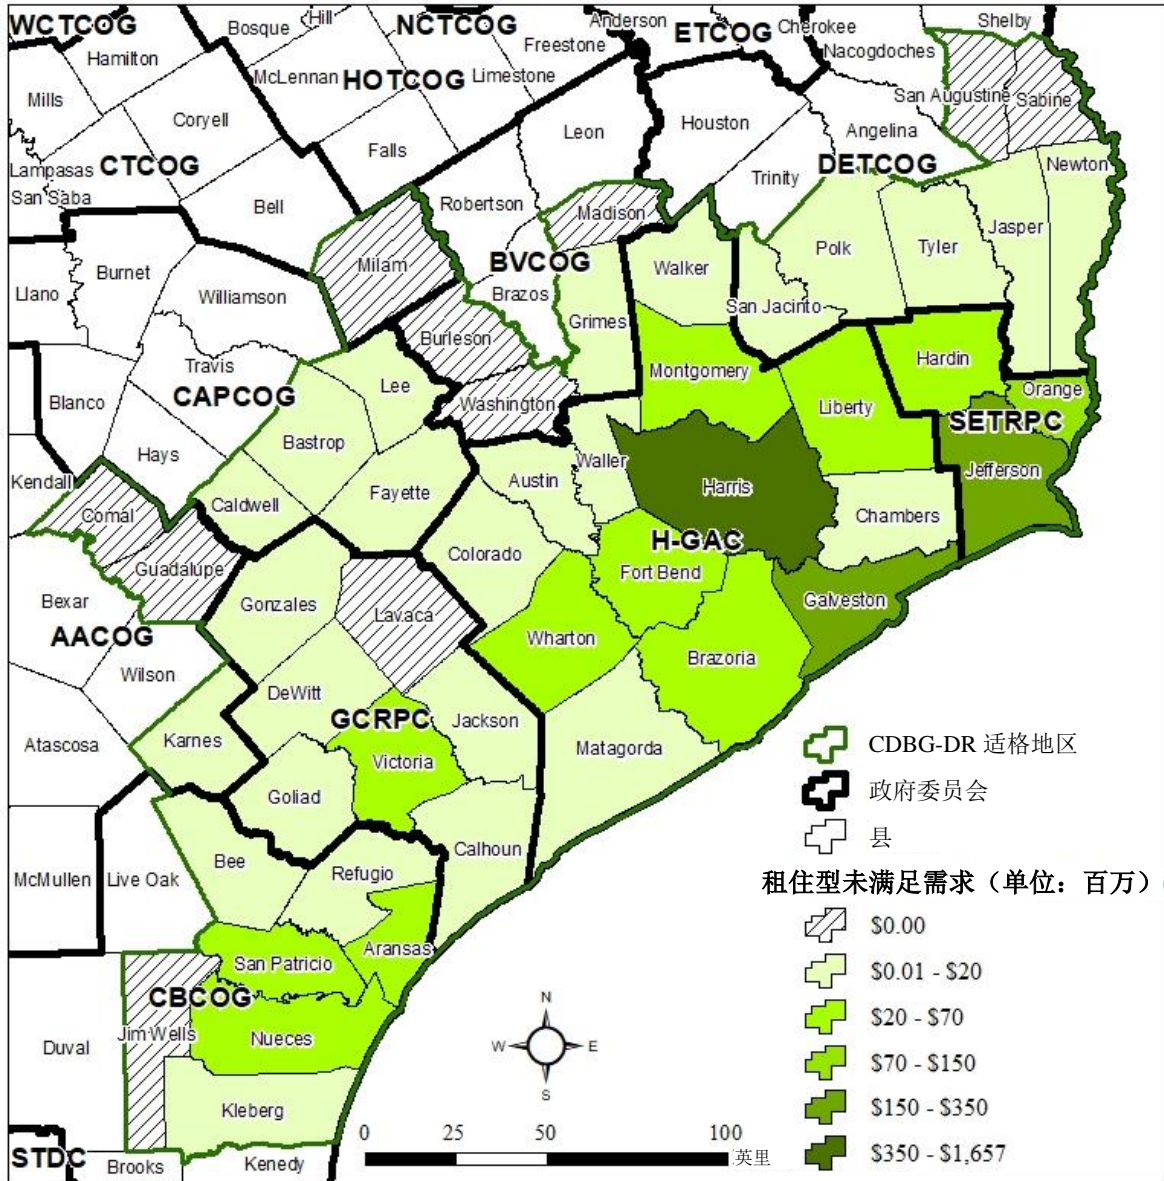 WCTCOG
Bosque
Hill
NCTCOG
Anderson
ETCOG
Cherokee
Shelby
Hamilton
McLennan
HOTCOG
Limestone
Freestone
Nacogdoches
Mills
Coryell
Leon
Houston
San Augustine
Sabine
Angelina
Lampasas
CTCOG
Falls
DETCOG
Newton
San Saba
Bell
Robertson
Madison
Trinity
Jasper
Burnet
Milam
BVCOG
Walker
Polk
Tyler
Llano
Williamson
Brazos
San Jacinto
Grimes
Burleson
Travis
Montgomery
Hardin
Blanco
CAPCOG
Lee
Washington
Liberty
Orange
Hays
Bastrop
SETRPC
Kendall
Caldwell
Fayette
Austin
Waller
Harris
Jefferson
Comal
Chambers
Guadalupe
Colorado
H-GAC
Bexar
Gonzales
Lavaca
Fort Bend
Galveston
AACOG
Wharton
Wilson
Brazoria
DeWitt
Atascosa
Karnes
GCRPC
Jackson
Matagorda
Victoria
Goliad
McMullen
Live Oak
Bee
Refugio
Calhoun
Aransas
San Patricio
CBCOG
Duval
Jim Wells
Nueces
Kleberg
STDC
Brooks
Kenedy
CDBG-DR 适格地区
政府委员会
县
租住型未满足需求（单位：百万）
$0.00
$0.01 - $20
$20 - $70
$70 - $150
$150 - $350
$350 - $1,657
N
W E
S
0 25 50 100
英里